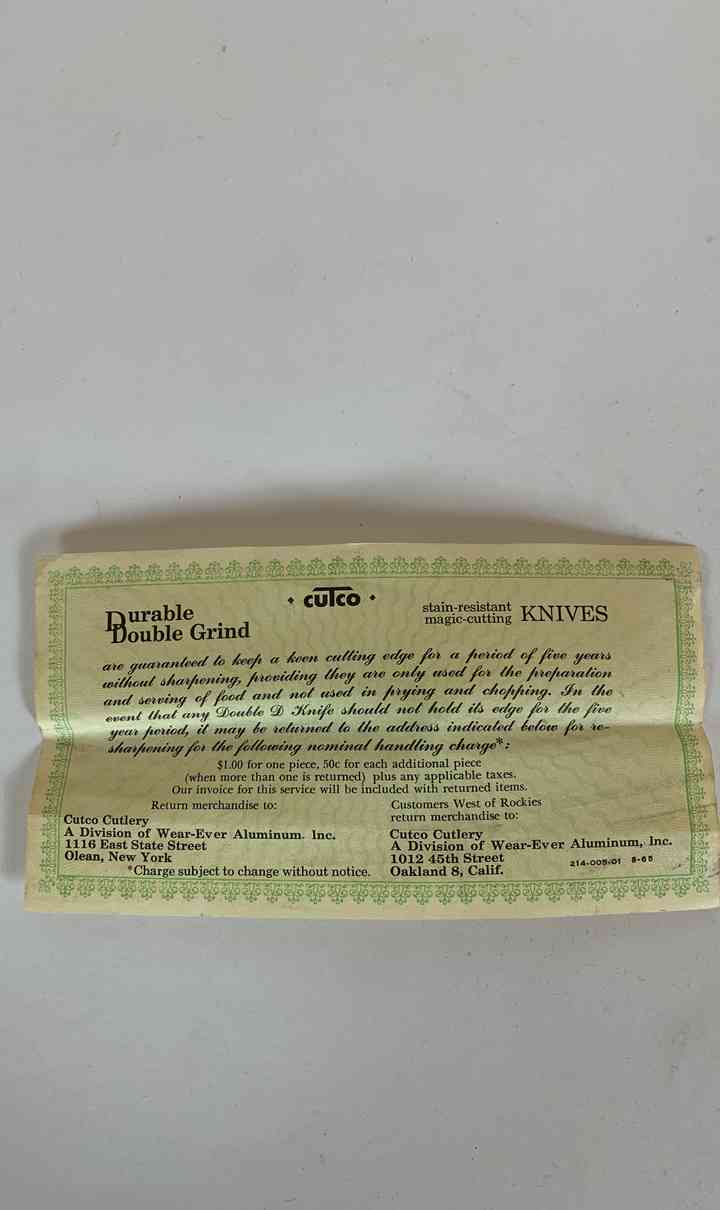 CUTCO
Durable
Double Grind
stain-resistant
magic-cutting KNIVES
are guaranteed to keep a keen cutting edge for a period of five years
without sharpening, providing they are only used for the preparation
and serving of food and not used in prying and chopping. In the
event that any Double D Knife should not hold its edge for the five
year period, it may be returned to the address indicated below for re-
sharpening for the following nominal handling charge*:
$1.00 for one piece, 50c for each additional piece
(when more than one is returned) plus any applicable taxes.
Our invoice for this service will be included with returned items.
Return merchandise to:
Cutco Cutlery
A Division of Wear-Ever Aluminum. Inc.
1116 East State Street
Olean, New York
*Charge subject to change without notice.
Customers West of Rockies
return merchandise to:
Cutco Cutlery
A Division of Wear-Ever Aluminum, Inc.
1012 45th Street
Oakland 8, Calif.
214-005-01 8-65